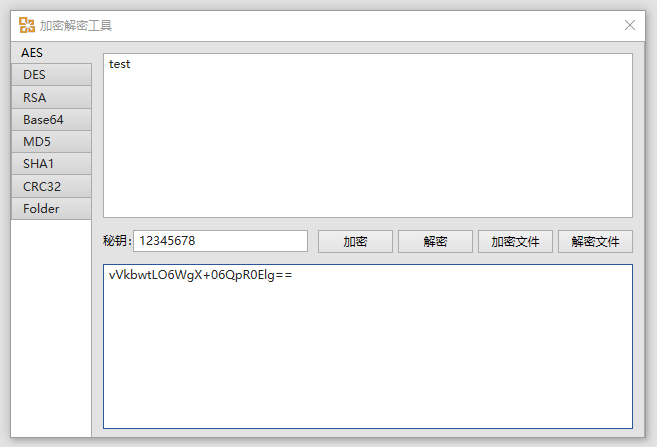 加密解密工具
AES
DES
RSA
Base64
MD5
SHA1
CRC32
Folder
test
秘钥: 12345678 加密 解密 加密文件 解密文件
vVkbwtLO6WgX+06QpR0Elg==